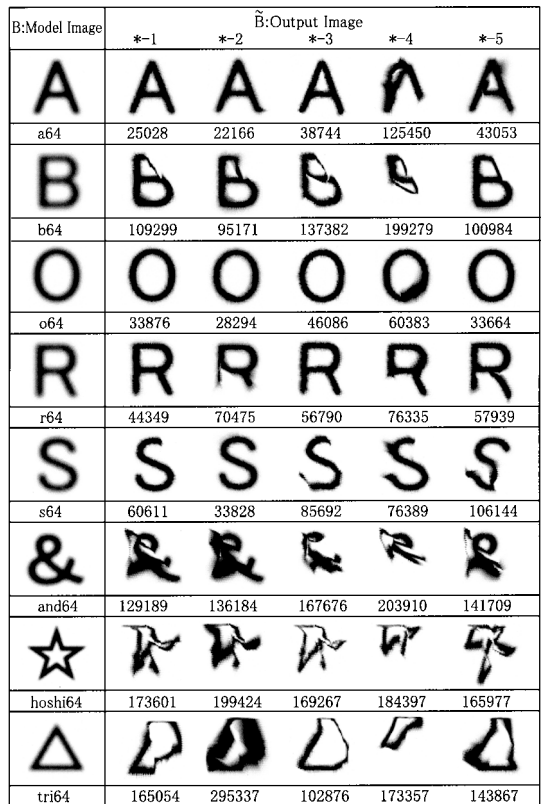 B:Model Image
B̃:Output Image
*-1 *-2 *-3 *-4 *-5
A A A A A A
a64 25028 22166 38744 125450 43053
B B B B B B
b64 109299 95171 137382 199279 100984
O O O O O O
o64 33876 28294 46086 60383 33664
R R R R R R
r64 44349 70475 56790 76335 57939
S S S S S S
s64 60611 33828 85692 76389 106144
&
and64 129189 136184 167676 203910 141709
hoshi64 173601 199424 169267 184397 165977
tri64 165054 295337 102876 173357 143867